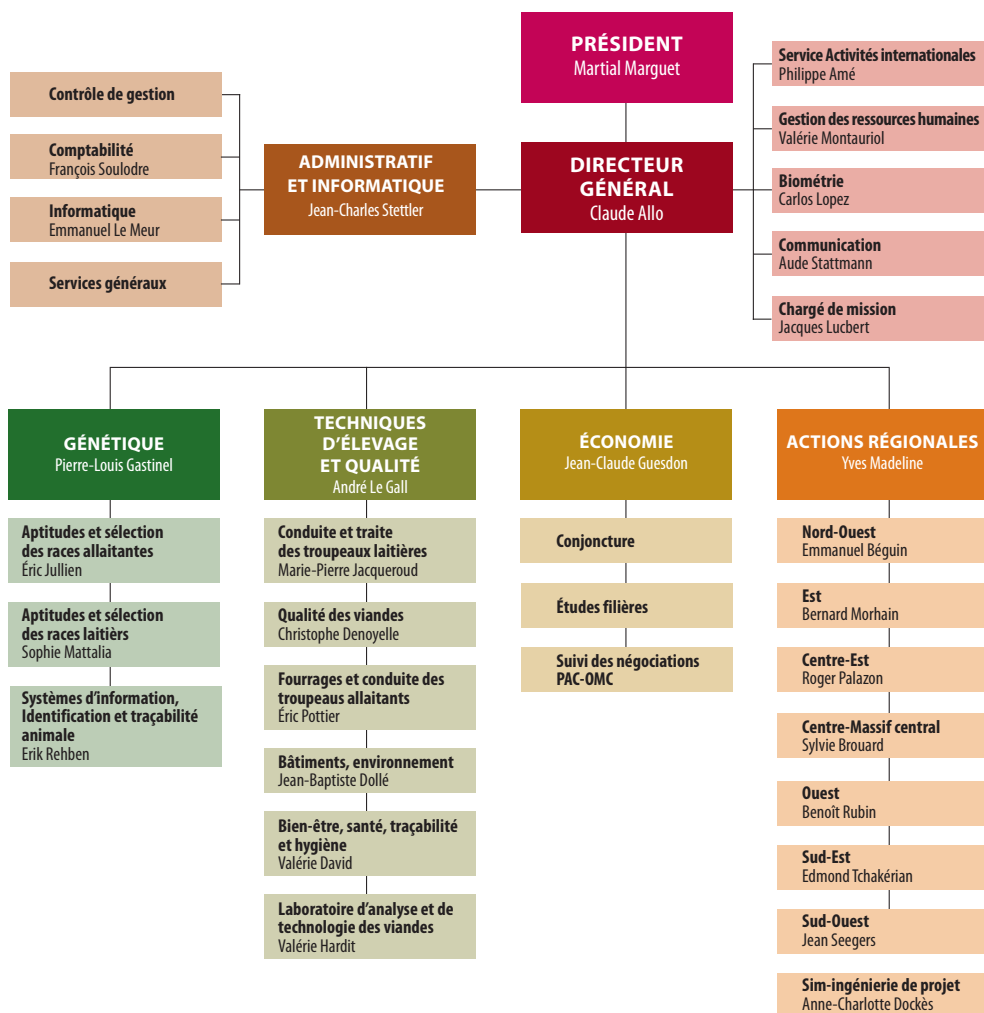 PRÉSIDENT
Martial Marguet
DIRECTEUR
GÉNÉRAL
Claude Allo
ADMINISTRATIF
ET INFORMATIQUE
Jean-Charles Stettler
Contrôle de gestion
Comptabilité
François Soulodre
Informatique
Emmanuel Le Meur
Services généraux
Service Activités internationales
Philippe Amé
Gestion des ressources humaines
Valérie Montauriol
Biométrie
Carlos Lopez
Communication
Aude Stattmann
Chargé de mission
Jacques Lucbert
GÉNÉTIQUE
Pierre-Louis Gastinel
Aptitudes et sélection
des races allaitantes
Éric Jullien
Aptitudes et sélection
des races laitièrs
Sophie Mattalia
Systèmes d'information,
Identification et traçabilité
animale
Erik Rehben
TECHNIQUES
D'ÉLEVAGE
ET QUALITÉ
André Le Gall
Conduite et traite
des troupeaux laitières
Marie-Pierre Jacqueroud
Qualité des viandes
Christophe Denoyelle
Fourrages et conduite des
troupeaus allaitants
Éric Pottier
Bâtiments, environnement
Jean-Baptiste Dollé
Bien-être, santé, traçabilité
et hygiène
Valérie David
Laboratoire d'analyse et de
technologie des viandes
Valérie Hardit
ÉCONOMIE
Jean-Claude Guesdon
Conjoncture
Études filières
Suivi des négociations
PAC-OMC
ACTIONS RÉGIONALES
Yves Madeline
Nord-Ouest
Emmanuel Béguin
Est
Bernard Morhain
Centre-Est
Roger Palazon
Centre-Massif central
Sylvie Brouard
Ouest
Benoît Rubin
Sud-Est
Edmond Tchakérian
Sud-Ouest
Jean Seegers
Sim-ingénierie de projet
Anne-Charlotte Dockès